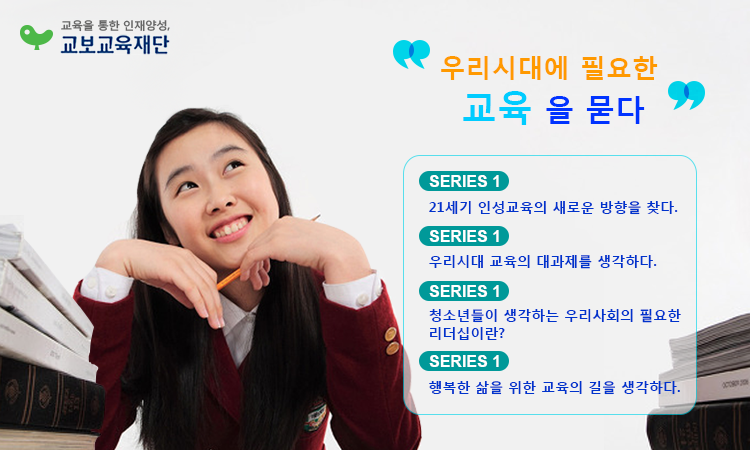 교육을 통한 인재양성,
교보교육재단
우리시대에 필요한
교육 을 묻다
SERIES 1
21세기 인성교육의 새로운 방향을 찾다.
SERIES 1
우리시대 교육의 대과제를 생각하다.
SERIES 1
청소년들이 생각하는 우리사회의 필요한
리더십이란?
SERIES 1
행복한 삶을 위한 교육의 길을 생각하다.